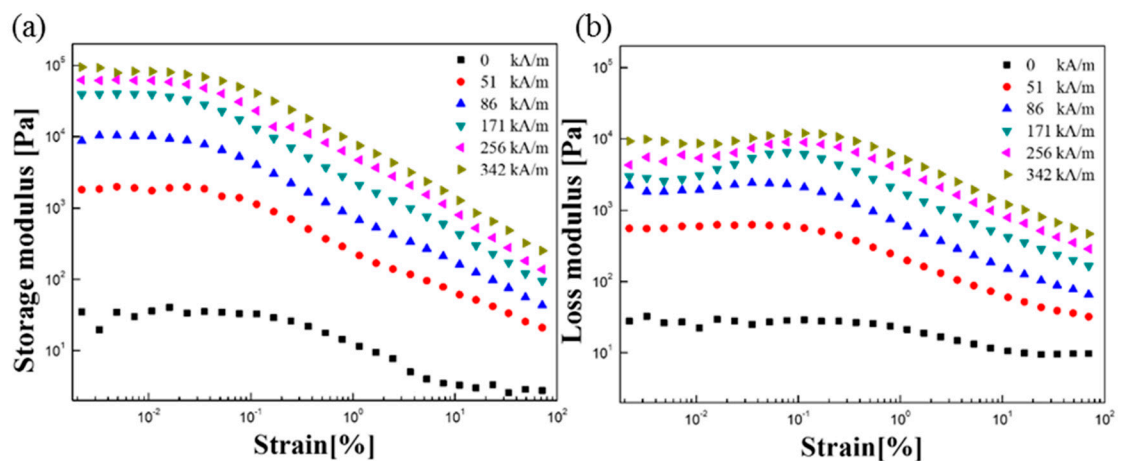 (a)
Storage modulus [Pa]
10^5
10^4
10^3
10^2
10^1
0 kA/m
51 kA/m
86 kA/m
171 kA/m
256 kA/m
342 kA/m
10^-2
10^-1
10^0
10^1
10^2
Strain[%]
(b)
Loss modulus [Pa]
10^5
10^4
10^3
10^2
10^1
0 kA/m
51 kA/m
86 kA/m
171 kA/m
256 kA/m
342 kA/m
10^-2
10^-1
10^0
10^1
10^2
Strain[%]